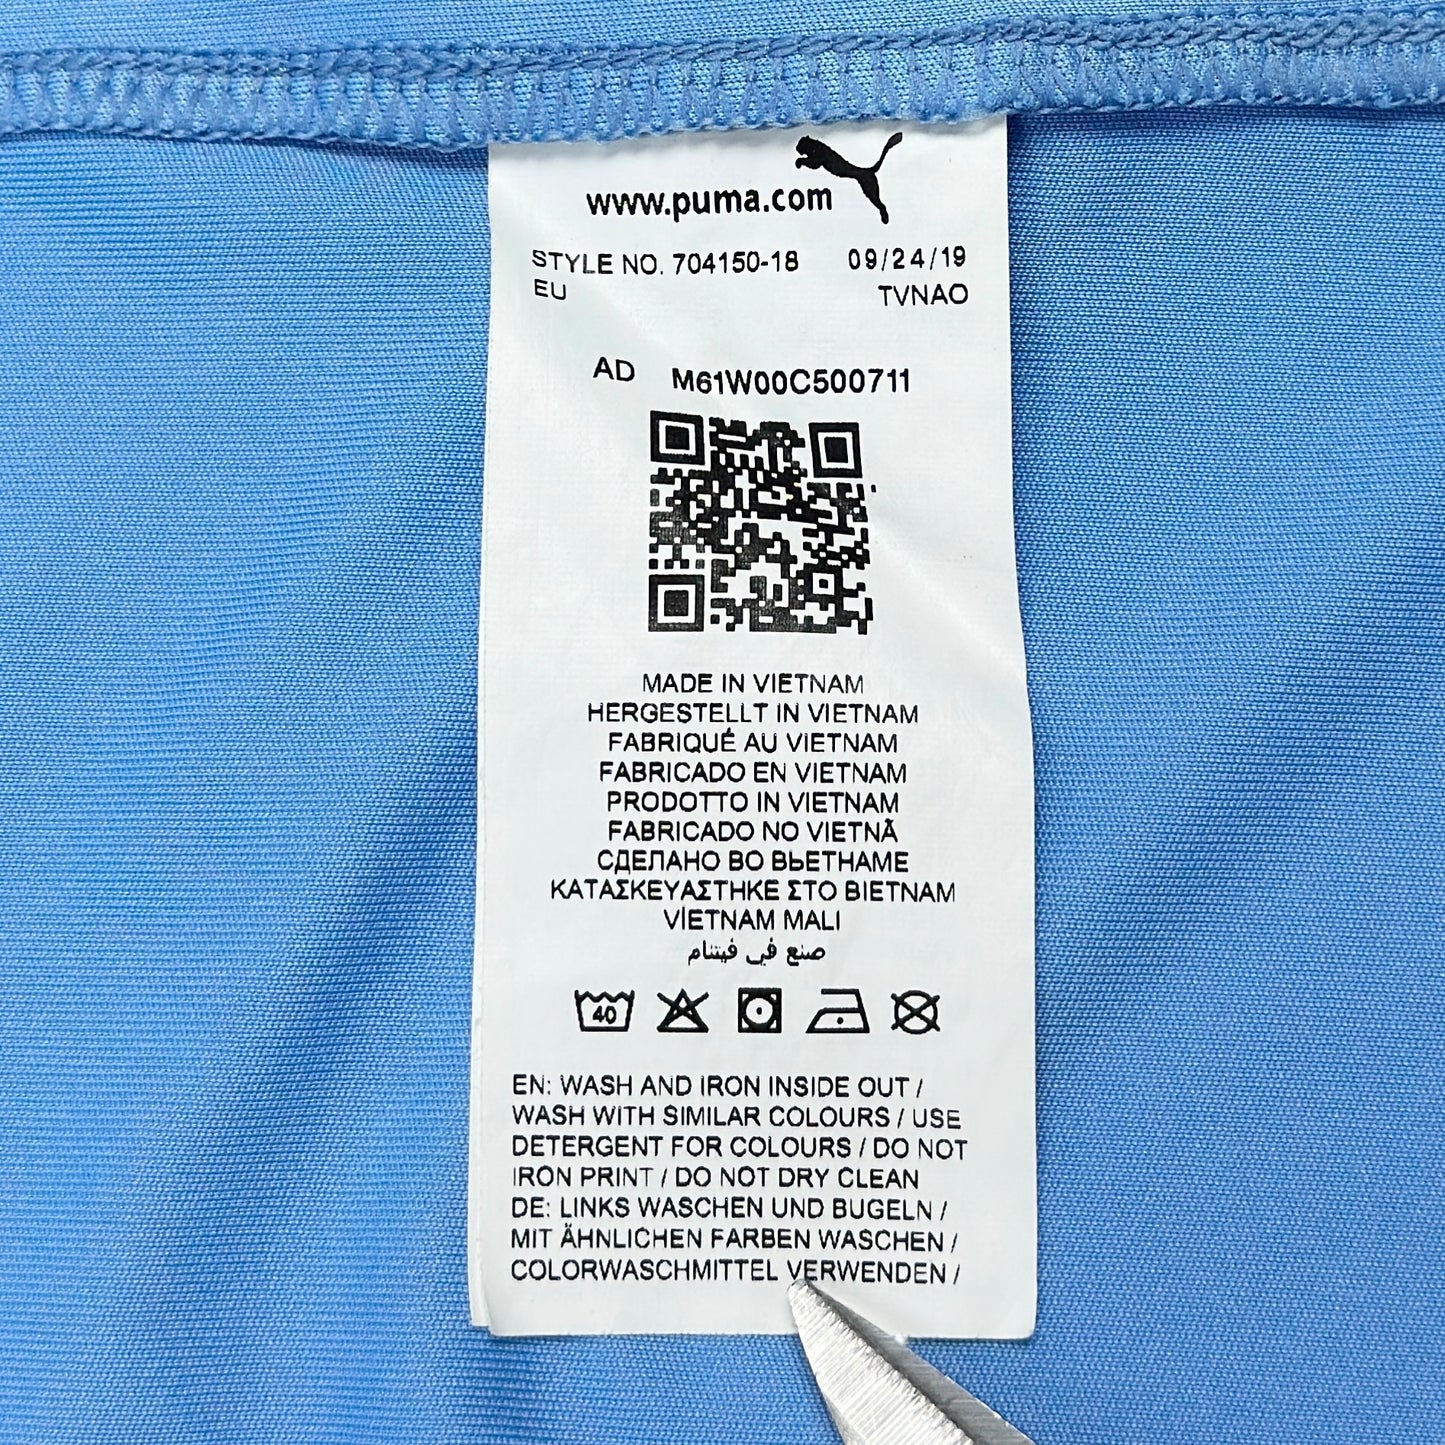 www.puma.com
STYLE NO. 704150-18 09/24/19
EU TVNAO
AD M61W00C500711
MADE IN VIETNAM
HERGESTELLT IN VIETNAM
FABRIQUÉ AU VIETNAM
FABRICADO EN VIETNAM
PRODOTTO IN VIETNAM
FABRICADO NO VIETNÃ
СДЕЛАНО ВО ВЬЕТНАМЕ
ΚΑΤΑΣΚΕΥΑΣΤΗΚΕ ΣΤΟ ΒΙΕΤΝΑΜ
VİETNAM MALI
صنع في فيتنام
40
EN: WASH AND IRON INSIDE OUT /
WASH WITH SIMILAR COLOURS / USE
DETERGENT FOR COLOURS / DO NOT
IRON PRINT / DO NOT DRY CLEAN
DE: LINKS WASCHEN UND BUGELN /
MIT ÄHNLICHEN FARBEN WASCHEN /
COLORWASCHMITTEL VERWENDEN /